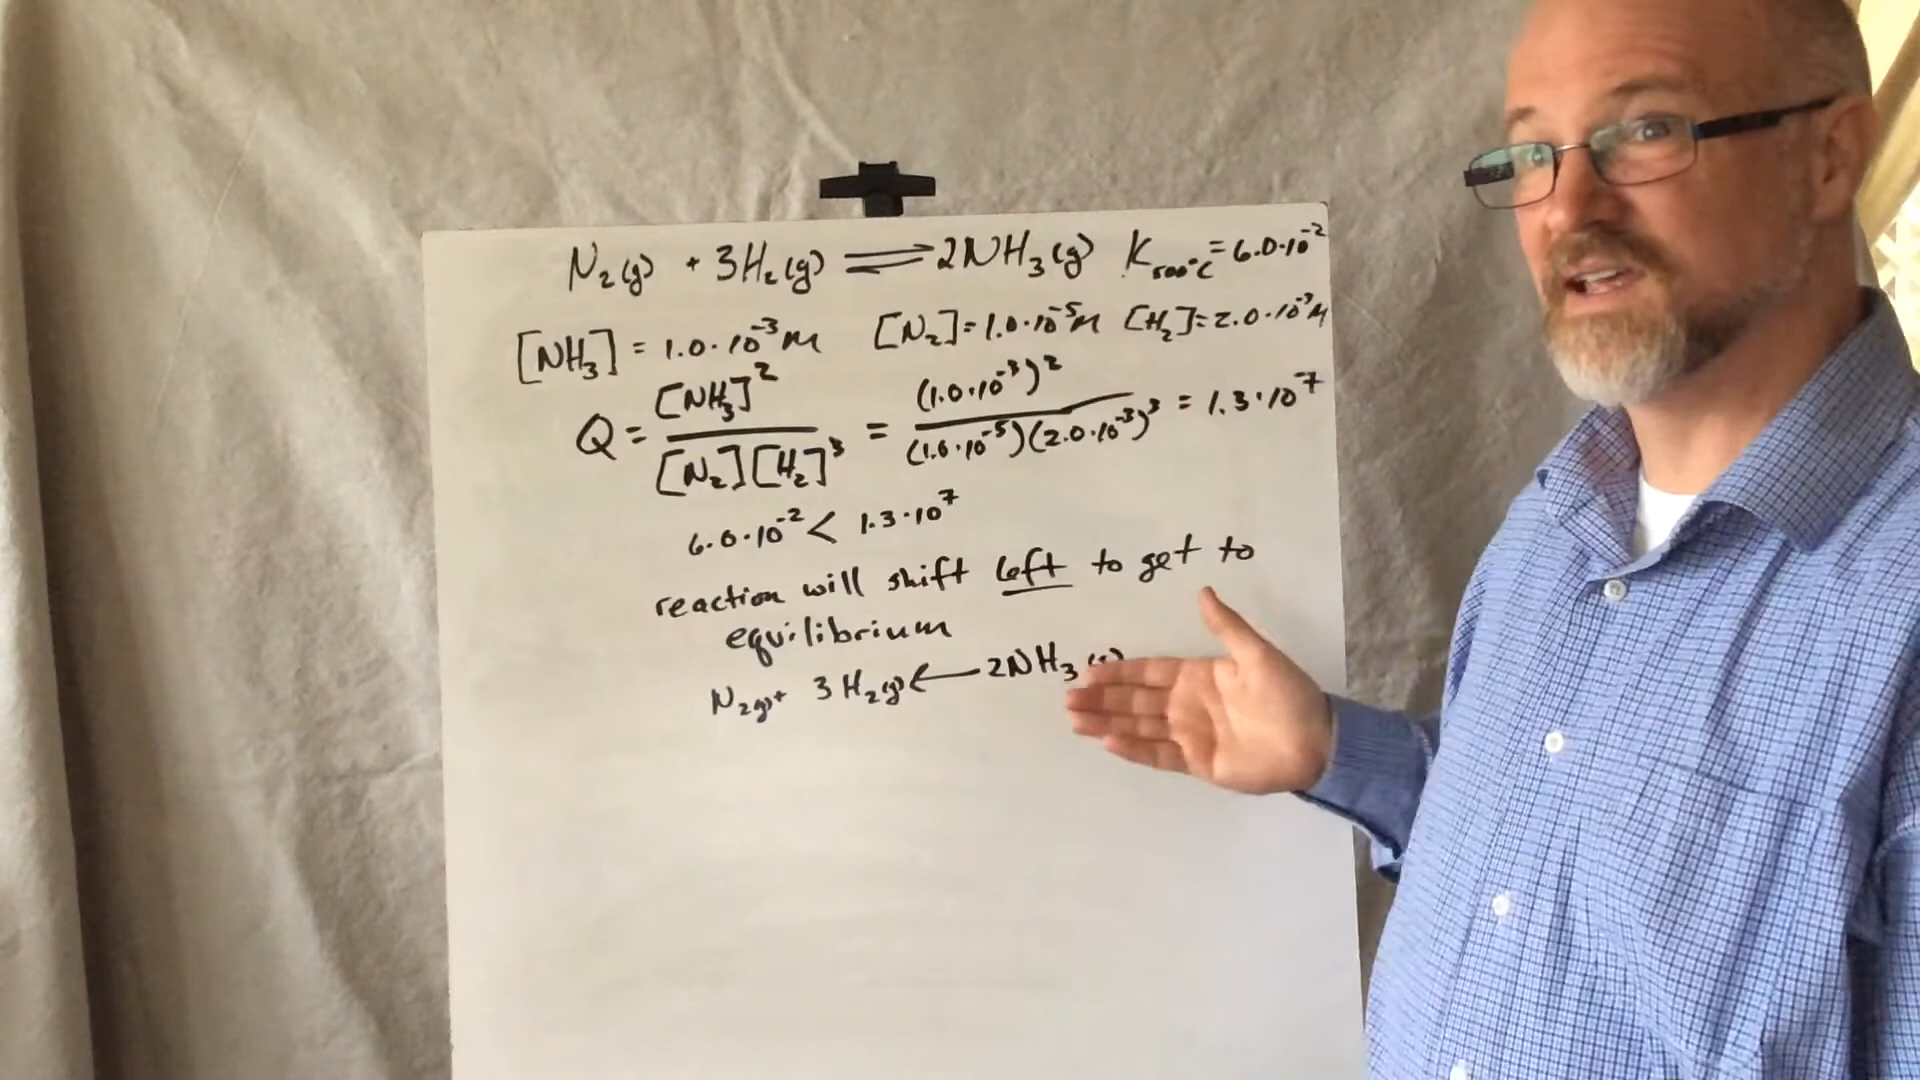 N₂(g) + 3H₂(g) ⇌ 2NH₃(g) K₅₀₀°C = 6.0·10⁻²
[NH₃] = 1.0·10⁻³M [N₂] = 1.0·10⁻⁵M [H₂] = 2.0·10⁻³M
Q = [NH₃]² / [N₂][H₂]³ = (1.0·10⁻³)² / (1.0·10⁻⁵)(2.0·10⁻³)³ = 1.3·10⁷
6.0·10⁻² < 1.3·10⁷
reaction will shift left to get to
equilibrium
N₂(g) + 3H₂(g) ← 2NH₃